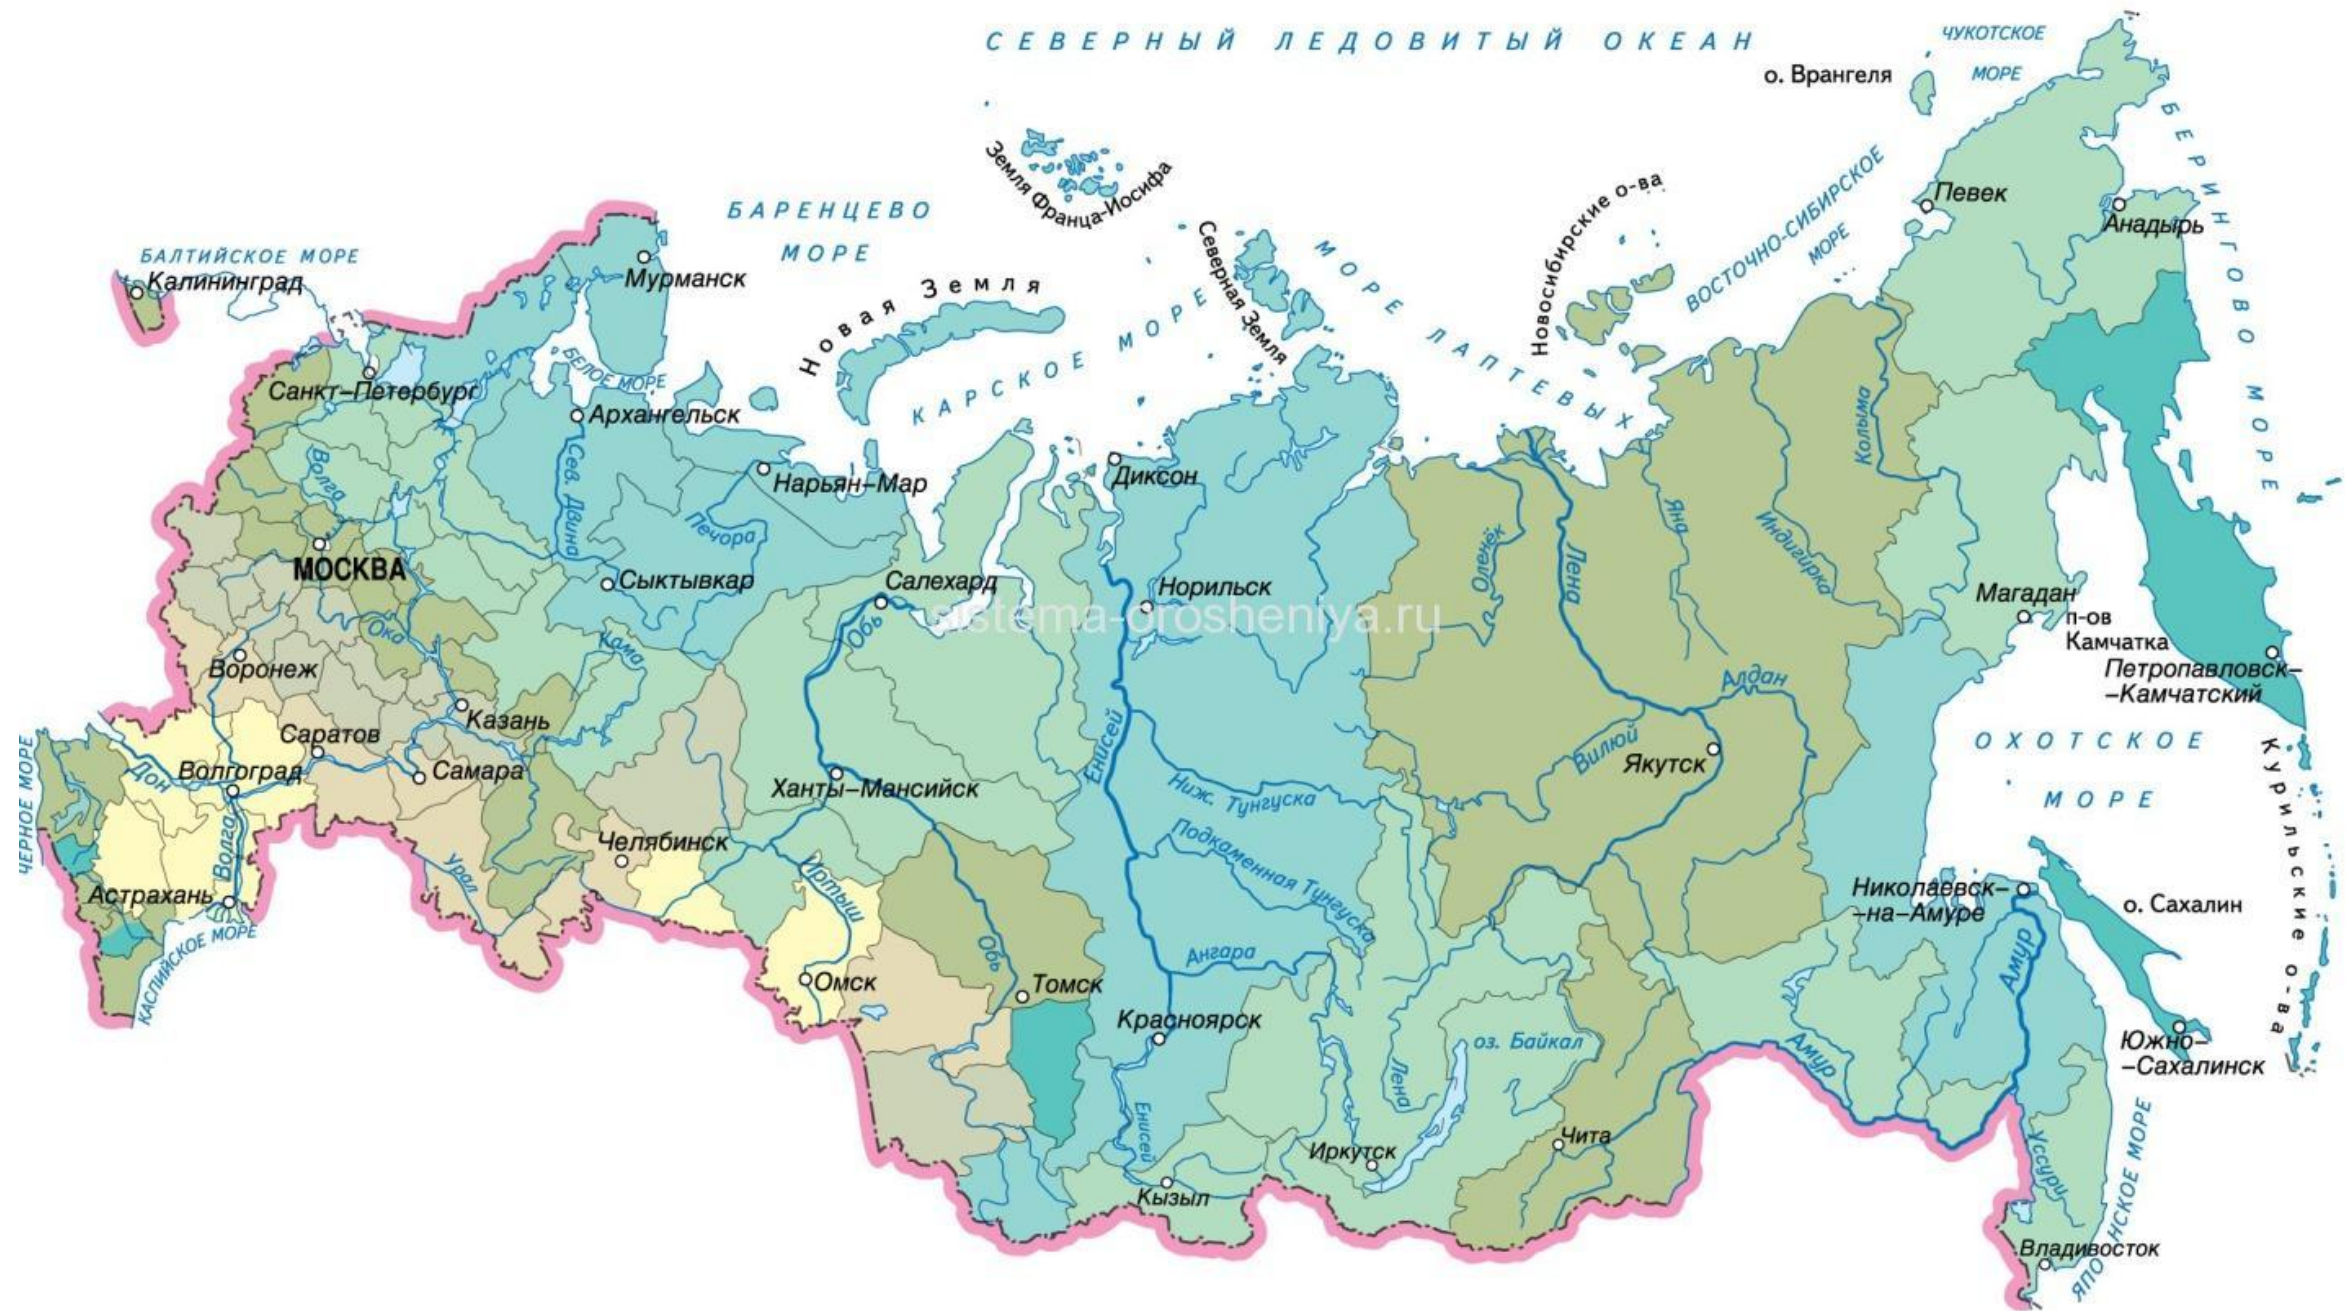 СЕВЕРНЫЙ ЛЕДОВИТЫЙ ОКЕАН
ЧУКОТСКОЕ
МОРЕ
о. Врангеля
БЕРИНГОВО МОРЕ
Земля Франца-Иосифа
БАРЕНЦЕВО
МОРЕ
Новосибирские о-ва
ВОСТОЧНО-СИБИРСКОЕ
МОРЕ
Певек
Анадырь
БАЛТИЙСКОЕ МОРЕ
Калининград
Мурманск
Новая Земля
Северная Земля
КАРСКОЕ МОРЕ
МОРЕ ЛАПТЕВЫХ
Санкт–Петербург
БЕЛОЕ МОРЕ
Архангельск
Нарьян–Мар
Диксон
Волга
Сев. Двина
Печора
Оленёк
Лена
Яна
Индигирка
Колыма
МОСКВА
Сыктывкар
Салехард
Норильск
sistema-orosheniya.ru
Магадан
п-ов
Камчатка
Петропавловск–
–Камчатский
Ока
Кама
Обь
Воронеж
Казань
Саратов
Самара
Волгоград
Дон
Волга
Астрахань
ЧЕРНОЕ МОРЕ
КАСПИЙСКОЕ МОРЕ
Урал
Челябинск
Ханты–Мансийск
Иртыш
Обь
Омск
Томск
Енисей
Ниж. Тунгуска
Подкаменная Тунгуска
Ангара
Красноярск
Енисей
Кызыл
Вилюй
Алдан
Якутск
Лена
оз. Байкал
Иркутск
Чита
ОХОТСКОЕ
МОРЕ
Курильские о-ва
Николаевск–
–на–Амуре
о. Сахалин
Амур
Амур
Южно–
–Сахалинск
Уссури
Владивосток
ЯПОНСКОЕ МОРЕ